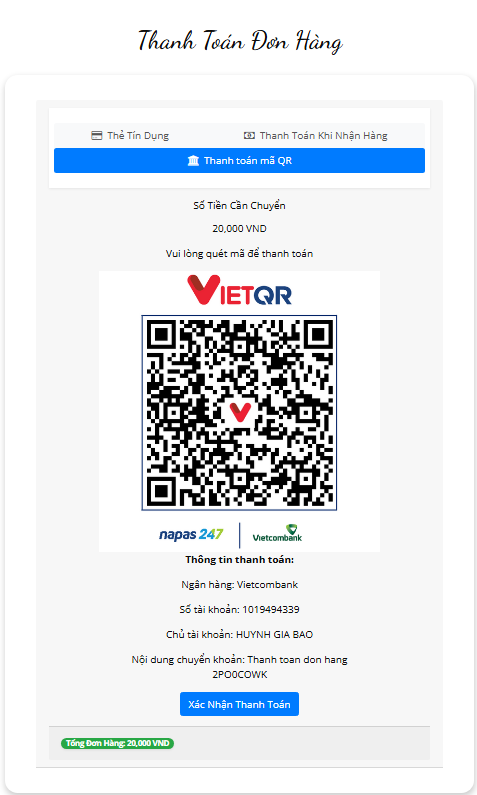 Thanh Toán Đơn Hàng
Thẻ Tín Dụng
Thanh Toán Khi Nhận Hàng
Thanh toán mã QR
Số Tiền Cần Chuyển
20,000 VND
Vui lòng quét mã để thanh toán
VIETQR
napas 247
Vietcombank
Thông tin thanh toán:
Ngân hàng: Vietcombank
Số tài khoản: 1019494339
Chủ tài khoản: HUYNH GIA BAO
Nội dung chuyển khoản: Thanh toan don hang
2PO0COWK
Xác Nhận Thanh Toán
Tổng Đơn Hàng: 20,000 VND